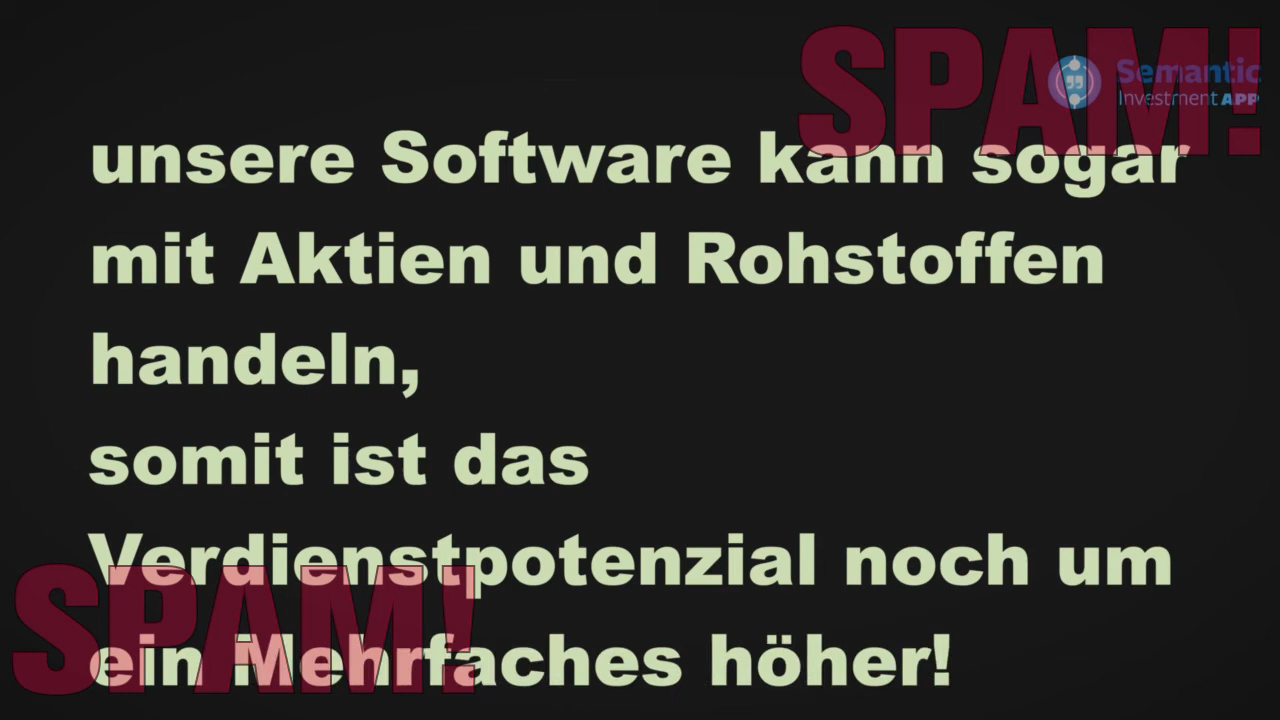 SPAM!
Semantic
Investment APP
unsere Software kann sogar
mit Aktien und Rohstoffen
handeln,
somit ist das
Verdienstpotenzial noch um
ein Mehrfaches höher!
SPAM!